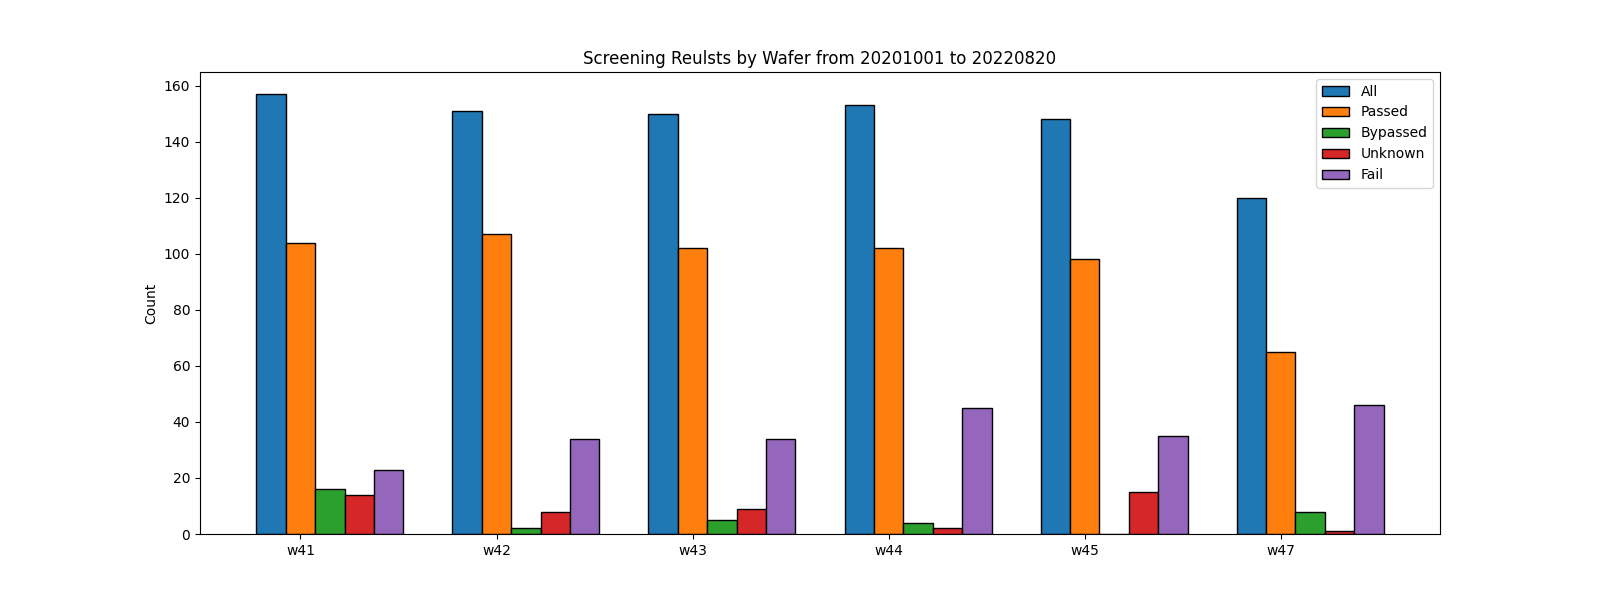 Screening Reulsts by Wafer from 20201001 to 20220820
160
140
120
100
80
60
40
20
0
Count
All
Passed
Bypassed
Unknown
Fail
w41 w42 w43 w44 w45 w47